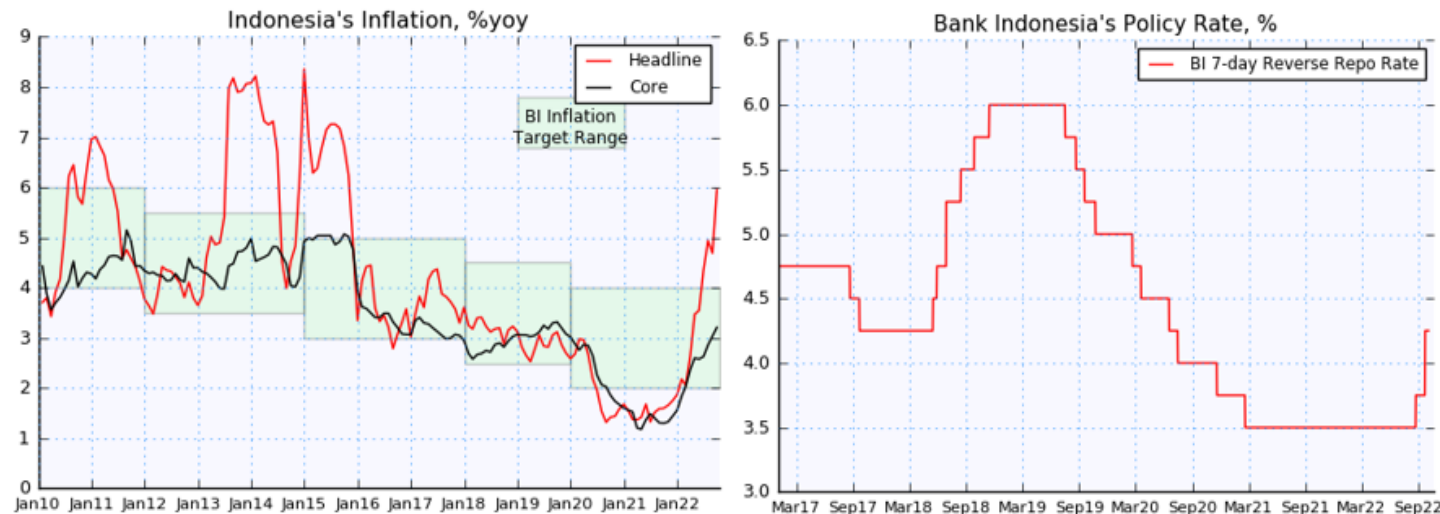 Indonesia's Inflation, %yoy
9
8
7
6
5
4
3
2
1
0
Headline
Core
BI Inflation
Target Range
Jan10 Jan11 Jan12 Jan13 Jan14 Jan15 Jan16 Jan17 Jan18 Jan19 Jan20 Jan21 Jan22
Bank Indonesia's Policy Rate, %
6.5
6.0
5.5
5.0
4.5
4.0
3.5
3.0
BI 7-day Reverse Repo Rate
Mar17 Sep17 Mar18 Sep18 Mar19 Sep19 Mar20 Sep20 Mar21 Sep21 Mar22 Sep22